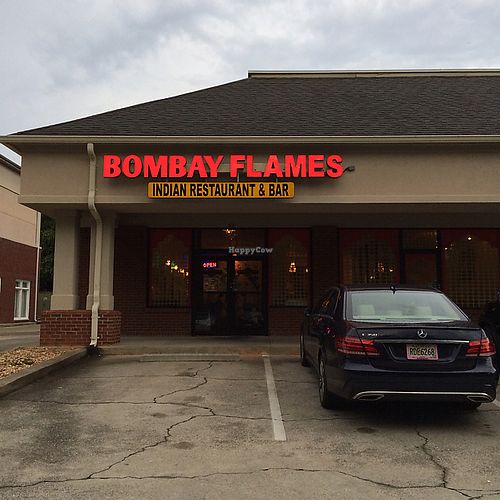 BOMBAY FLAMES
INDIAN RESTAURANT & BAR
HappyCow
OPEN